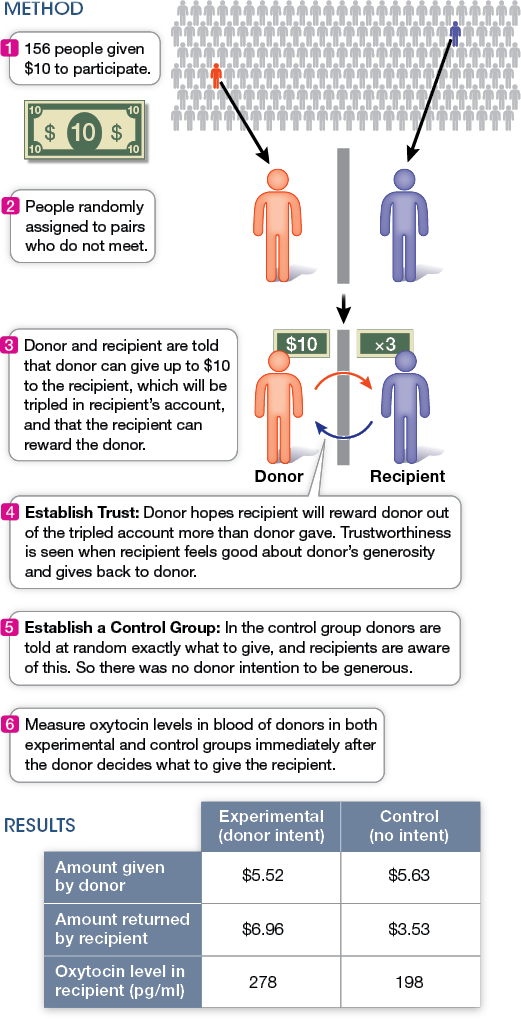 METHOD
1 156 people given
$10 to participate.
10 10
$ 10 $
10 10
2 People randomly
assigned to pairs
who do not meet.
3 Donor and recipient are told
that donor can give up to $10
to the recipient, which will be
tripled in recipient's account,
and that the recipient can
reward the donor.
$10 ×3
Donor Recipient
4 Establish Trust: Donor hopes recipient will reward donor out
of the tripled account more than donor gave. Trustworthiness
is seen when recipient feels good about donor's generosity
and gives back to donor.
5 Establish a Control Group: In the control group donors are
told at random exactly what to give, and recipients are aware
of this. So there was no donor intention to be generous.
6 Measure oxytocin levels in blood of donors in both
experimental and control groups immediately after
the donor decides what to give the recipient.
RESULTS
Experimental
(donor intent)
Control
(no intent)
Amount given
by donor
$5.52
$5.63
Amount returned
by recipient
$6.96
$3.53
Oxytocin level in
recipient (pg/ml)
278
198